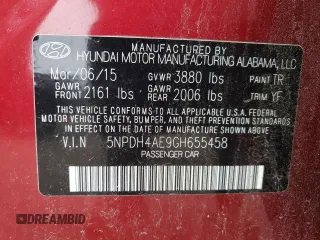 MANUFACTURED BY
HYUNDAI MOTOR MANUFACTURING ALABAMA, LLC
Mar/06/15 GVWR 3880 lbs PAINT TR
GAWR FRONT 2161 lbs GAWR REAR 2006 lbs TRIM YF
THIS VEHICLE CONFORMS TO ALL APPLICABLE U.S.A. FEDERAL
MOTOR VEHICLE SAFETY, BUMPER, AND THEFT PREVENTION STANDARDS
IN EFFECT ON THE DATE OF MANUFACTURE SHOWN ABOVE.
V.I.N 5NPDH4AE9GH655458
PASSENGER CAR
© DREAMBID